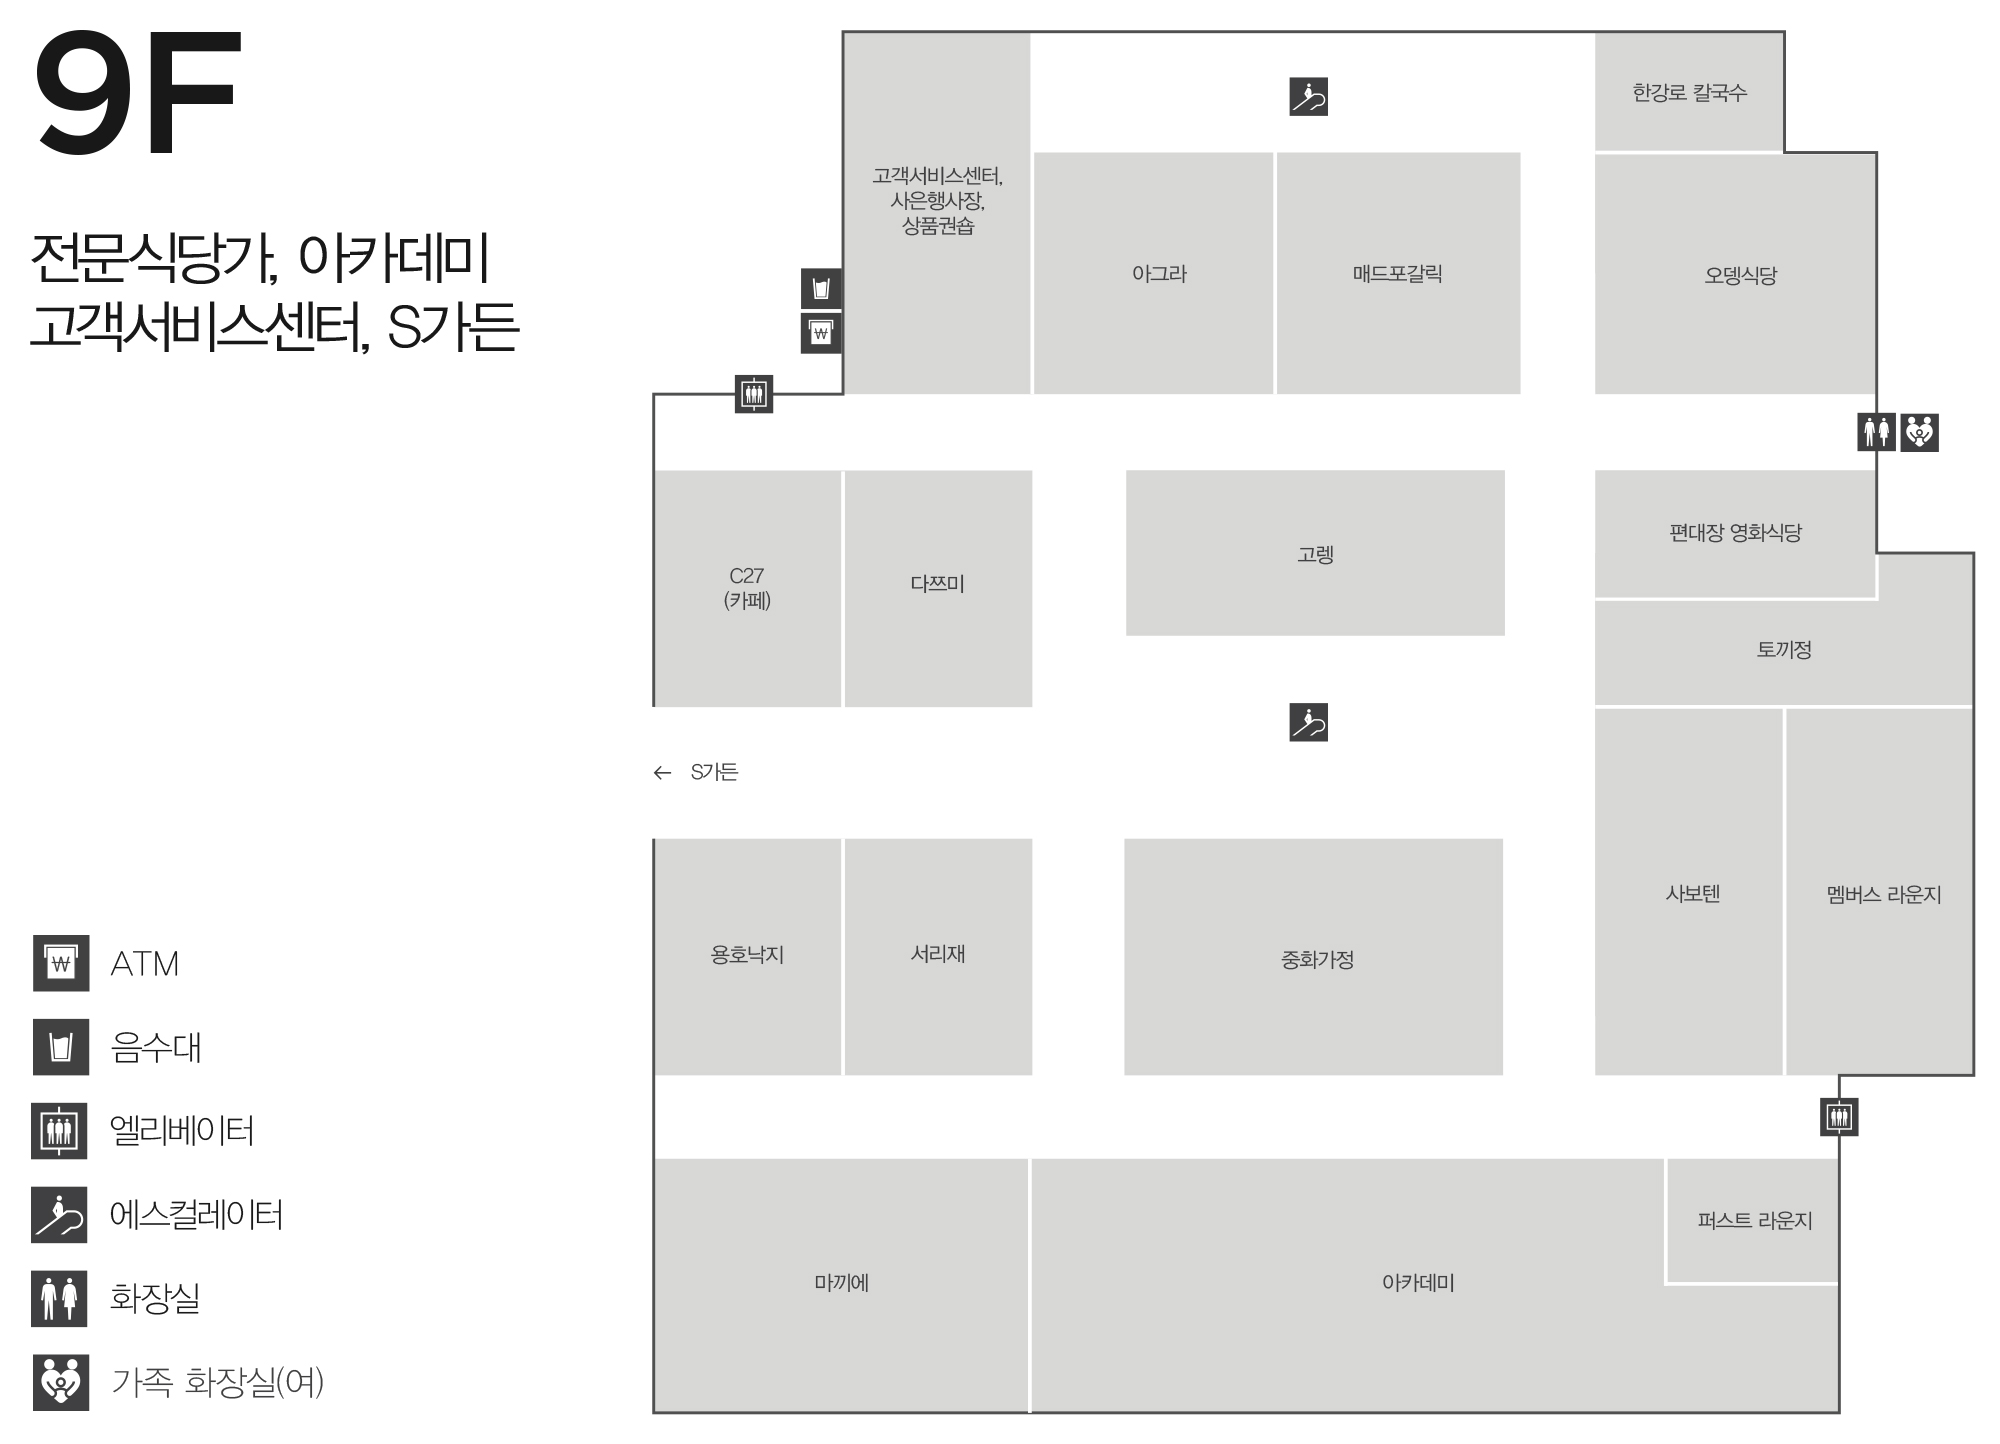 9F
전문식당가, 아카데미
고객서비스센터, S가든
한강로 칼국수
고객서비스센터,
사은행사장,
상품권숍
아그라
매드포갈릭
오뎅식당
C27
(카페)
다쯔미
고렝
편대장 영화식당
토끼정
← S가든
사보텐
멤버스 라운지
용호낙지
서리재
중화가정
퍼스트 라운지
마끼에
아카데미
₩
₩ ATM
음수대
엘리베이터
에스컬레이터
화장실
가족 화장실(여)